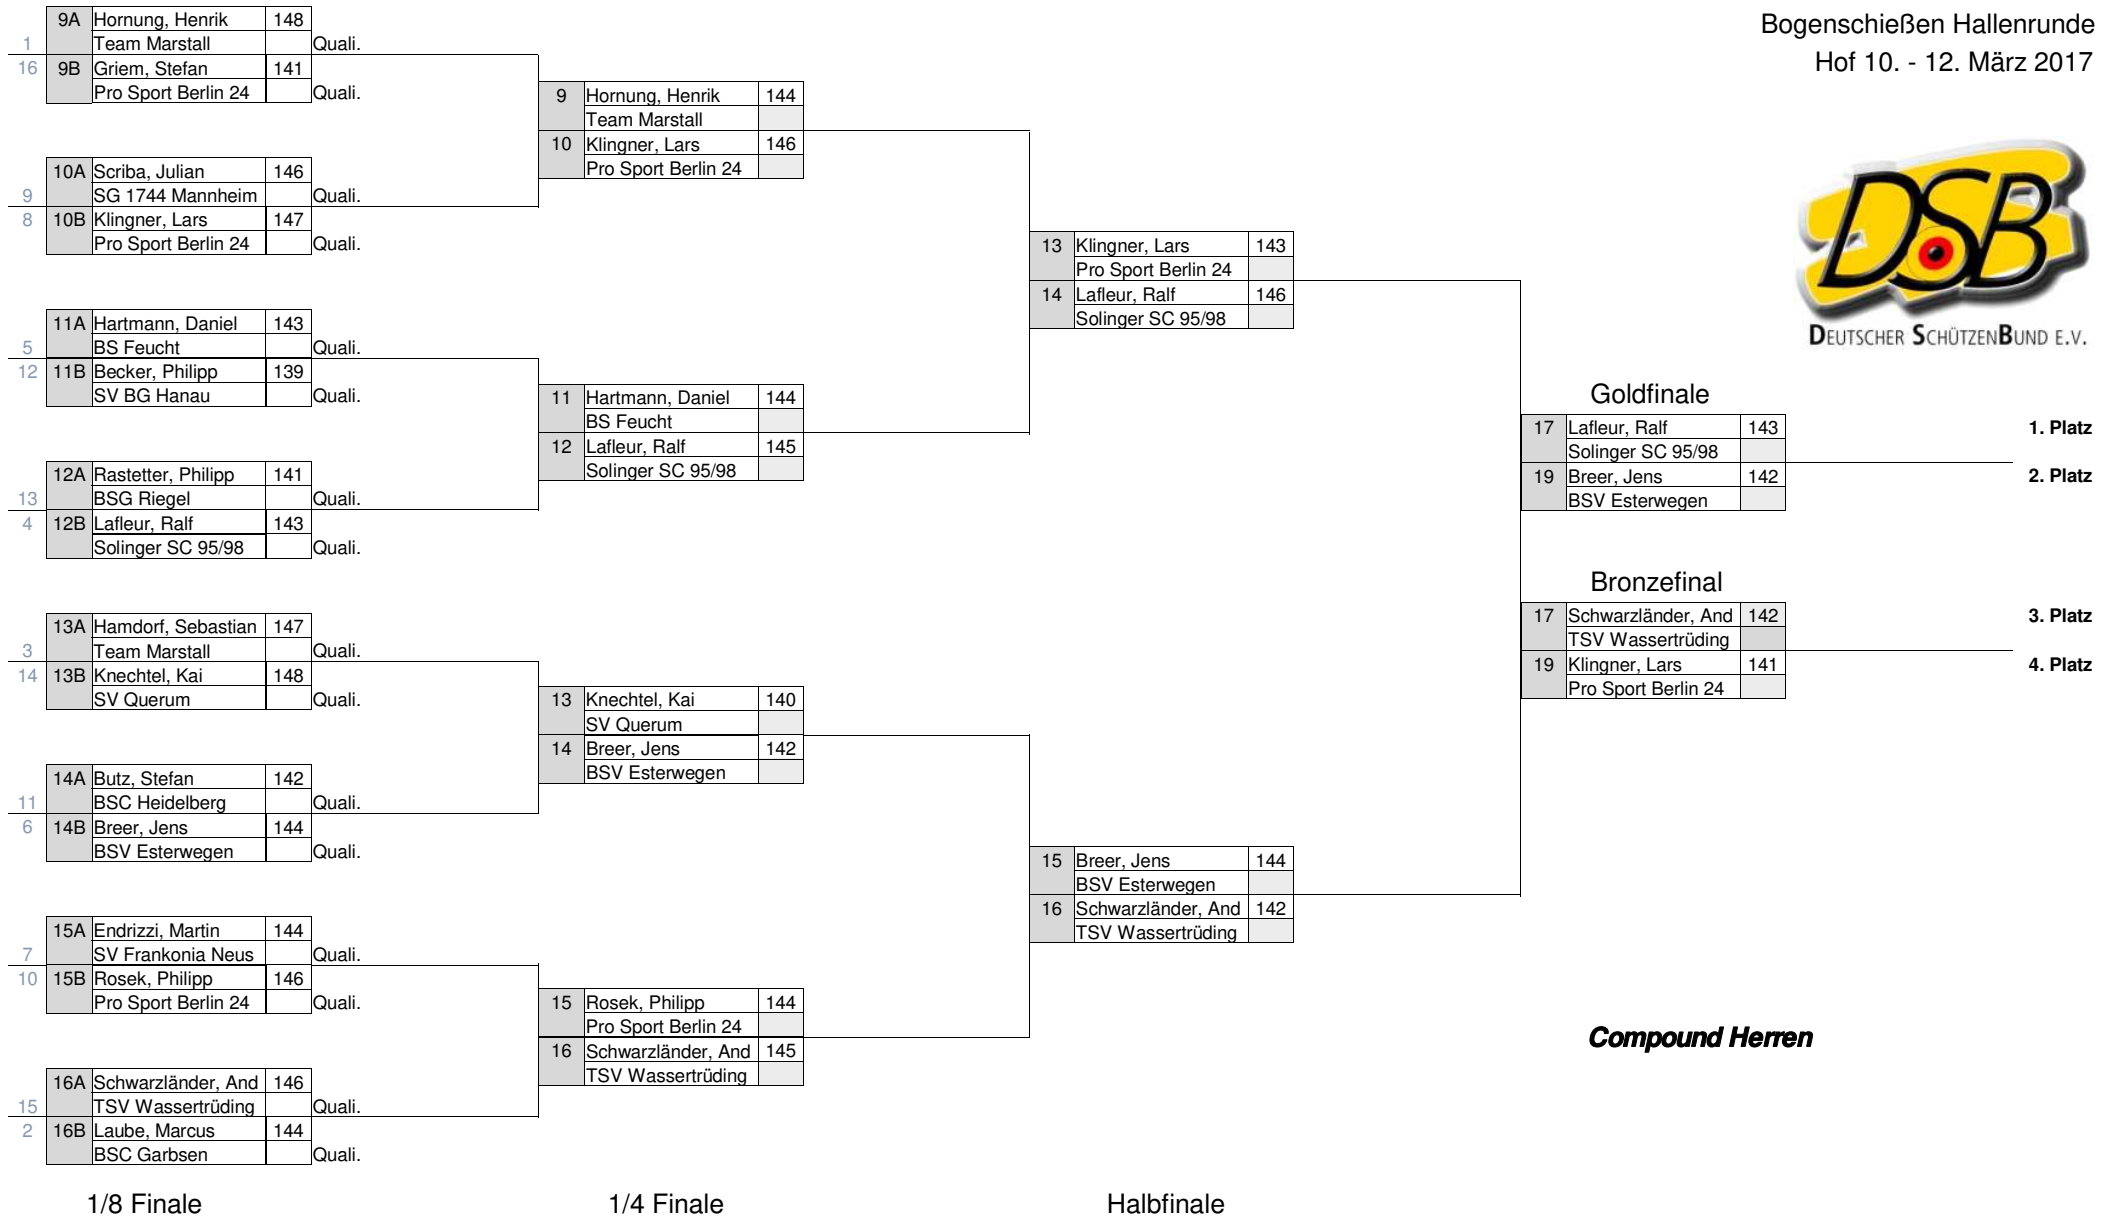 Bogenschießen Hallenrunde
Hof 10. - 12. März 2017
DSB
DEUTSCHER SCHÜTZENBUND E.V.
9A Hornung, Henrik 148
1 Team Marstall Quali.
16 9B Griem, Stefan 141
Pro Sport Berlin 24 Quali.
10A Scriba, Julian 146
9 SG 1744 Mannheim Quali.
8 10B Klingner, Lars 147
Pro Sport Berlin 24 Quali.
11A Hartmann, Daniel 143
5 BS Feucht Quali.
12 11B Becker, Philipp 139
SV BG Hanau Quali.
12A Rastetter, Philipp 141
13 BSG Riegel Quali.
4 12B Lafleur, Ralf 143
Solinger SC 95/98 Quali.
13A Hamdorf, Sebastian 147
3 Team Marstall Quali.
14 13B Knechtel, Kai 148
SV Querum Quali.
14A Butz, Stefan 142
11 BSC Heidelberg Quali.
6 14B Breer, Jens 144
BSV Esterwegen Quali.
15A Endrizzi, Martin 144
7 SV Frankonia Neus Quali.
10 15B Rosek, Philipp 146
Pro Sport Berlin 24 Quali.
16A Schwarzländer, And 146
15 TSV Wassertrüding Quali.
2 16B Laube, Marcus 144
BSC Garbsen Quali.
1/8 Finale
9 Hornung, Henrik 144
Team Marstall
10 Klingner, Lars 146
Pro Sport Berlin 24
11 Hartmann, Daniel 144
BS Feucht
12 Lafleur, Ralf 145
Solinger SC 95/98
13 Knechtel, Kai 140
SV Querum
14 Breer, Jens 142
BSV Esterwegen
15 Rosek, Philipp 144
Pro Sport Berlin 24
16 Schwarzländer, And 145
TSV Wassertrüding
1/4 Finale
13 Klingner, Lars 143
Pro Sport Berlin 24
14 Lafleur, Ralf 146
Solinger SC 95/98
15 Breer, Jens 144
BSV Esterwegen
16 Schwarzländer, And 142
TSV Wassertrüding
Halbfinale
Goldfinale
17 Lafleur, Ralf 143 1. Platz
Solinger SC 95/98
19 Breer, Jens 142 2. Platz
BSV Esterwegen
Bronzefinal
17 Schwarzländer, And 142 3. Platz
TSV Wassertrüding
19 Klingner, Lars 141 4. Platz
Pro Sport Berlin 24
Compound Herren